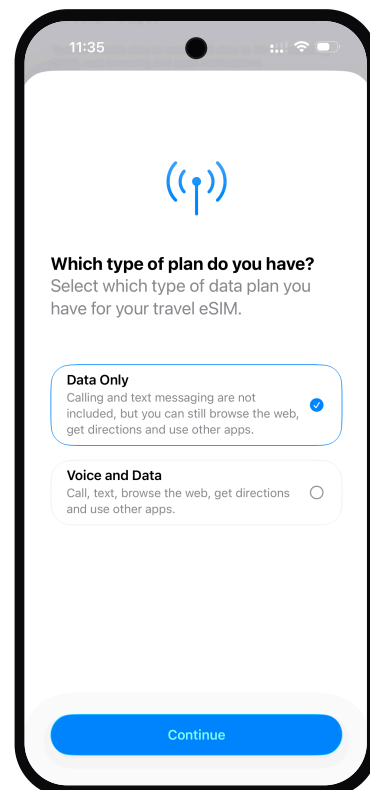 11:35
Which type of plan do you have?
Select which type of data plan you
have for your travel eSIM.
Data Only
Calling and text messaging are not
included, but you can still browse the web,
get directions and use other apps.
Voice and Data
Call, text, browse the web, get directions
and use other apps.
Continue